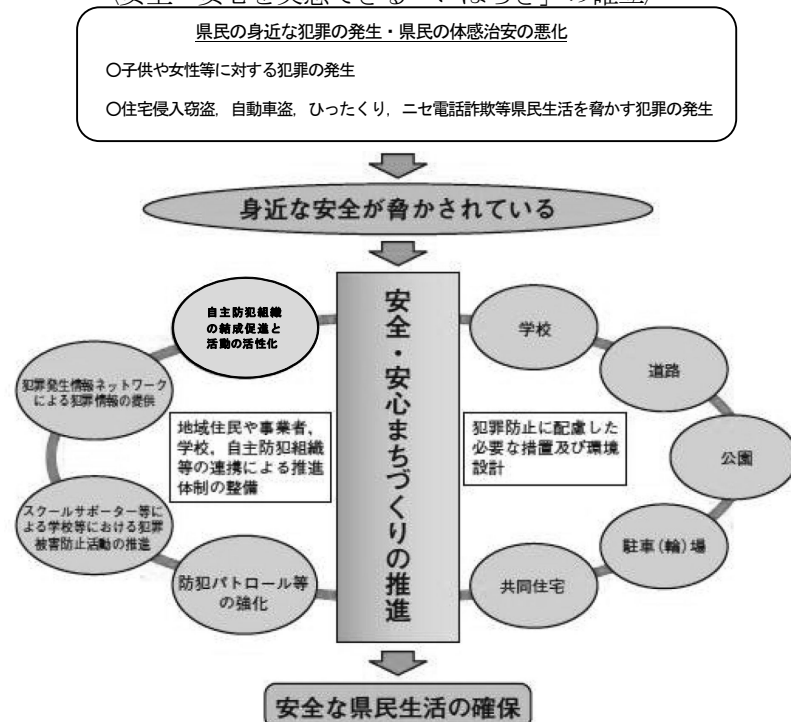 県民の身近な犯罪の発生・県民の体感治安の悪化
○子供や女性等に対する犯罪の発生
○住宅侵入窃盗，自動車盗，ひったくり，ニセ電話詐欺等県民生活を脅かす犯罪の発生
身近な安全が脅かされている
安全・安心まちづくりの推進
自主防犯組織
の結成促進と
活動の活性化
犯罪発生情報ネットワーク
による犯罪情報の提供
地域住民や事業者，
学校，自主防犯組織
等の連携による推進
体制の整備
スクールサポーター等に
よる学校等における犯罪
被害防止活動の推進
防犯パトロール等
の強化
学校
道路
公園
犯罪防止に配慮した
必要な措置及び環境
設計
駐車(輪)場
共同住宅
安全な県民生活の確保